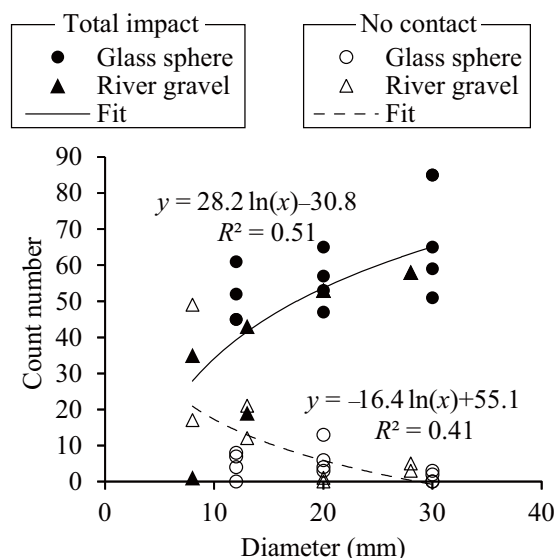 Total impact
Glass sphere
River gravel
Fit
No contact
Glass sphere
River gravel
Fit
90
80
70
60
50
40
30
20
10
0
Count number
y = 28.2 ln(x)–30.8
R² = 0.51
y = –16.4 ln(x)+55.1
R² = 0.41
0 10 20 30 40
Diameter (mm)